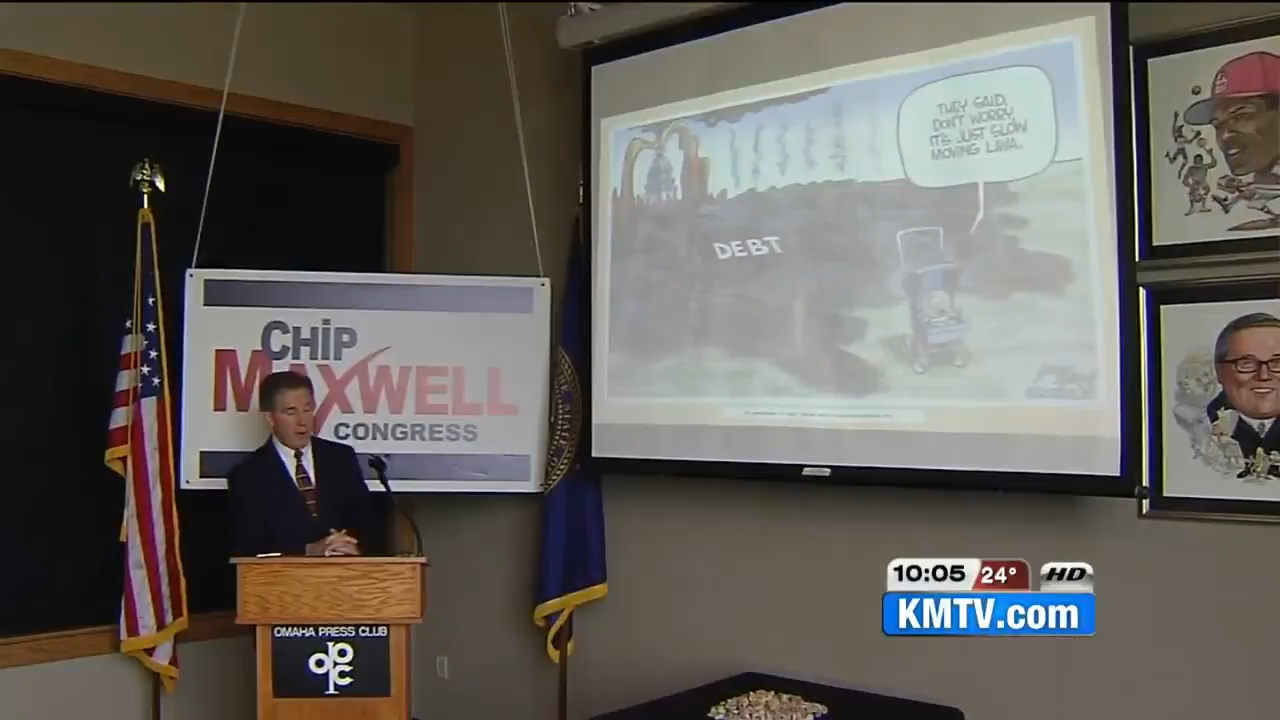 THEY SAID,
DON'T WORRY,
IT'S JUST SLOW
MOVING LAVA.
DEBT
CHIP
MAXWELL
CONGRESS
OMAHA PRESS CLUB
opc
10:05 24° HD
KMTV.com